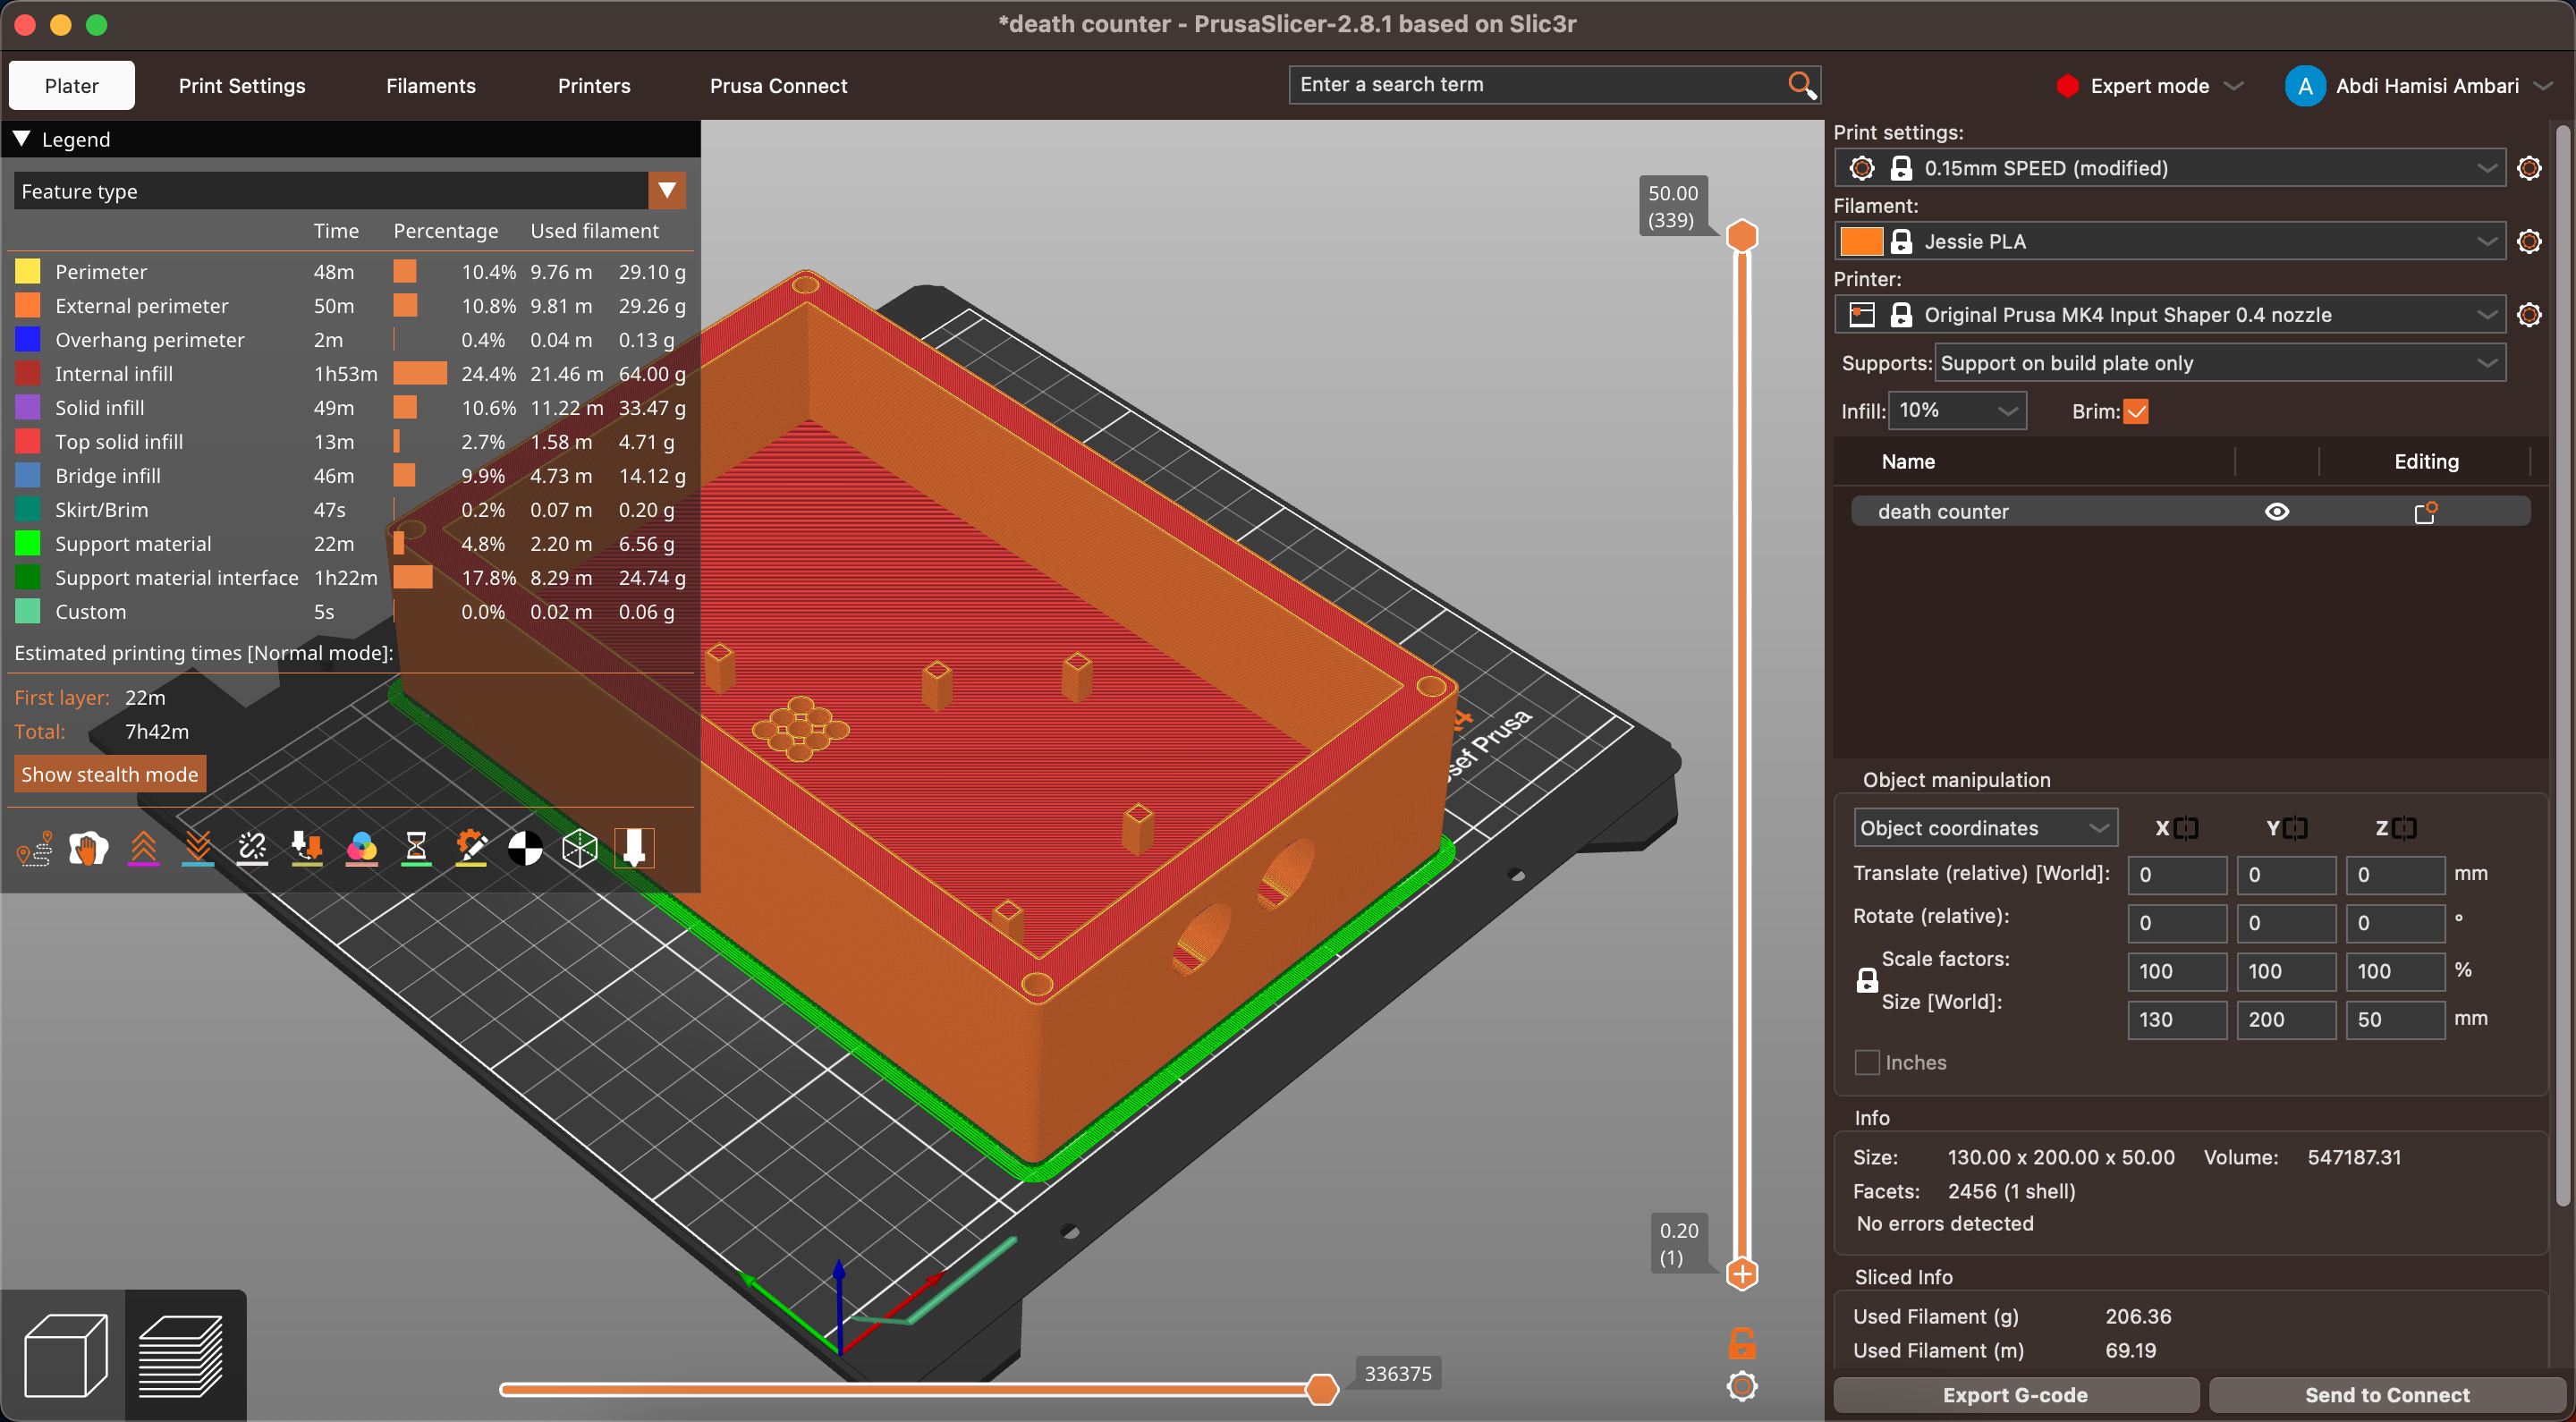 *death counter - PrusaSlicer-2.8.1 based on Slic3r
Plater Print Settings Filaments Printers Prusa Connect Enter a search term Expert mode A Abdi Hamisi Ambari
Legend
Feature type
Time Percentage Used filament
Perimeter 48m 10.4% 9.76 m 29.10 g
External perimeter 50m 10.8% 9.81 m 29.26 g
Overhang perimeter 2m 0.4% 0.04 m 0.13 g
Internal infill 1h53m 24.4% 21.46 m 64.00 g
Solid infill 49m 10.6% 11.22 m 33.47 g
Top solid infill 13m 2.7% 1.58 m 4.71 g
Bridge infill 46m 9.9% 4.73 m 14.12 g
Skirt/Brim 47s 0.2% 0.07 m 0.20 g
Support material 22m 4.8% 2.20 m 6.56 g
Support material interface 1h22m 17.8% 8.29 m 24.74 g
Custom 5s 0.0% 0.02 m 0.06 g
Estimated printing times [Normal mode]:
First layer: 22m
Total: 7h42m
Show stealth mode
50.00
(339)
4
sef Prusa
0.20
(1)
336375
Print settings:
0.15mm SPEED (modified)
Filament:
Jessie PLA
Printer:
Original Prusa MK4 Input Shaper 0.4 nozzle
Supports: Support on build plate only
Infill: 10% Brim:
Name Editing
death counter
Object manipulation
Object coordinates X Y Z
Translate (relative) [World]: 0 0 0 mm
Rotate (relative): 0 0 0 °
Scale factors: 100 100 100 %
Size [World]: 130 200 50 mm
Inches
Info
Size: 130.00 x 200.00 x 50.00 Volume: 547187.31
Facets: 2456 (1 shell)
No errors detected
Sliced Info
Used Filament (g) 206.36
Used Filament (m) 69.19
Export G-code Send to Connect